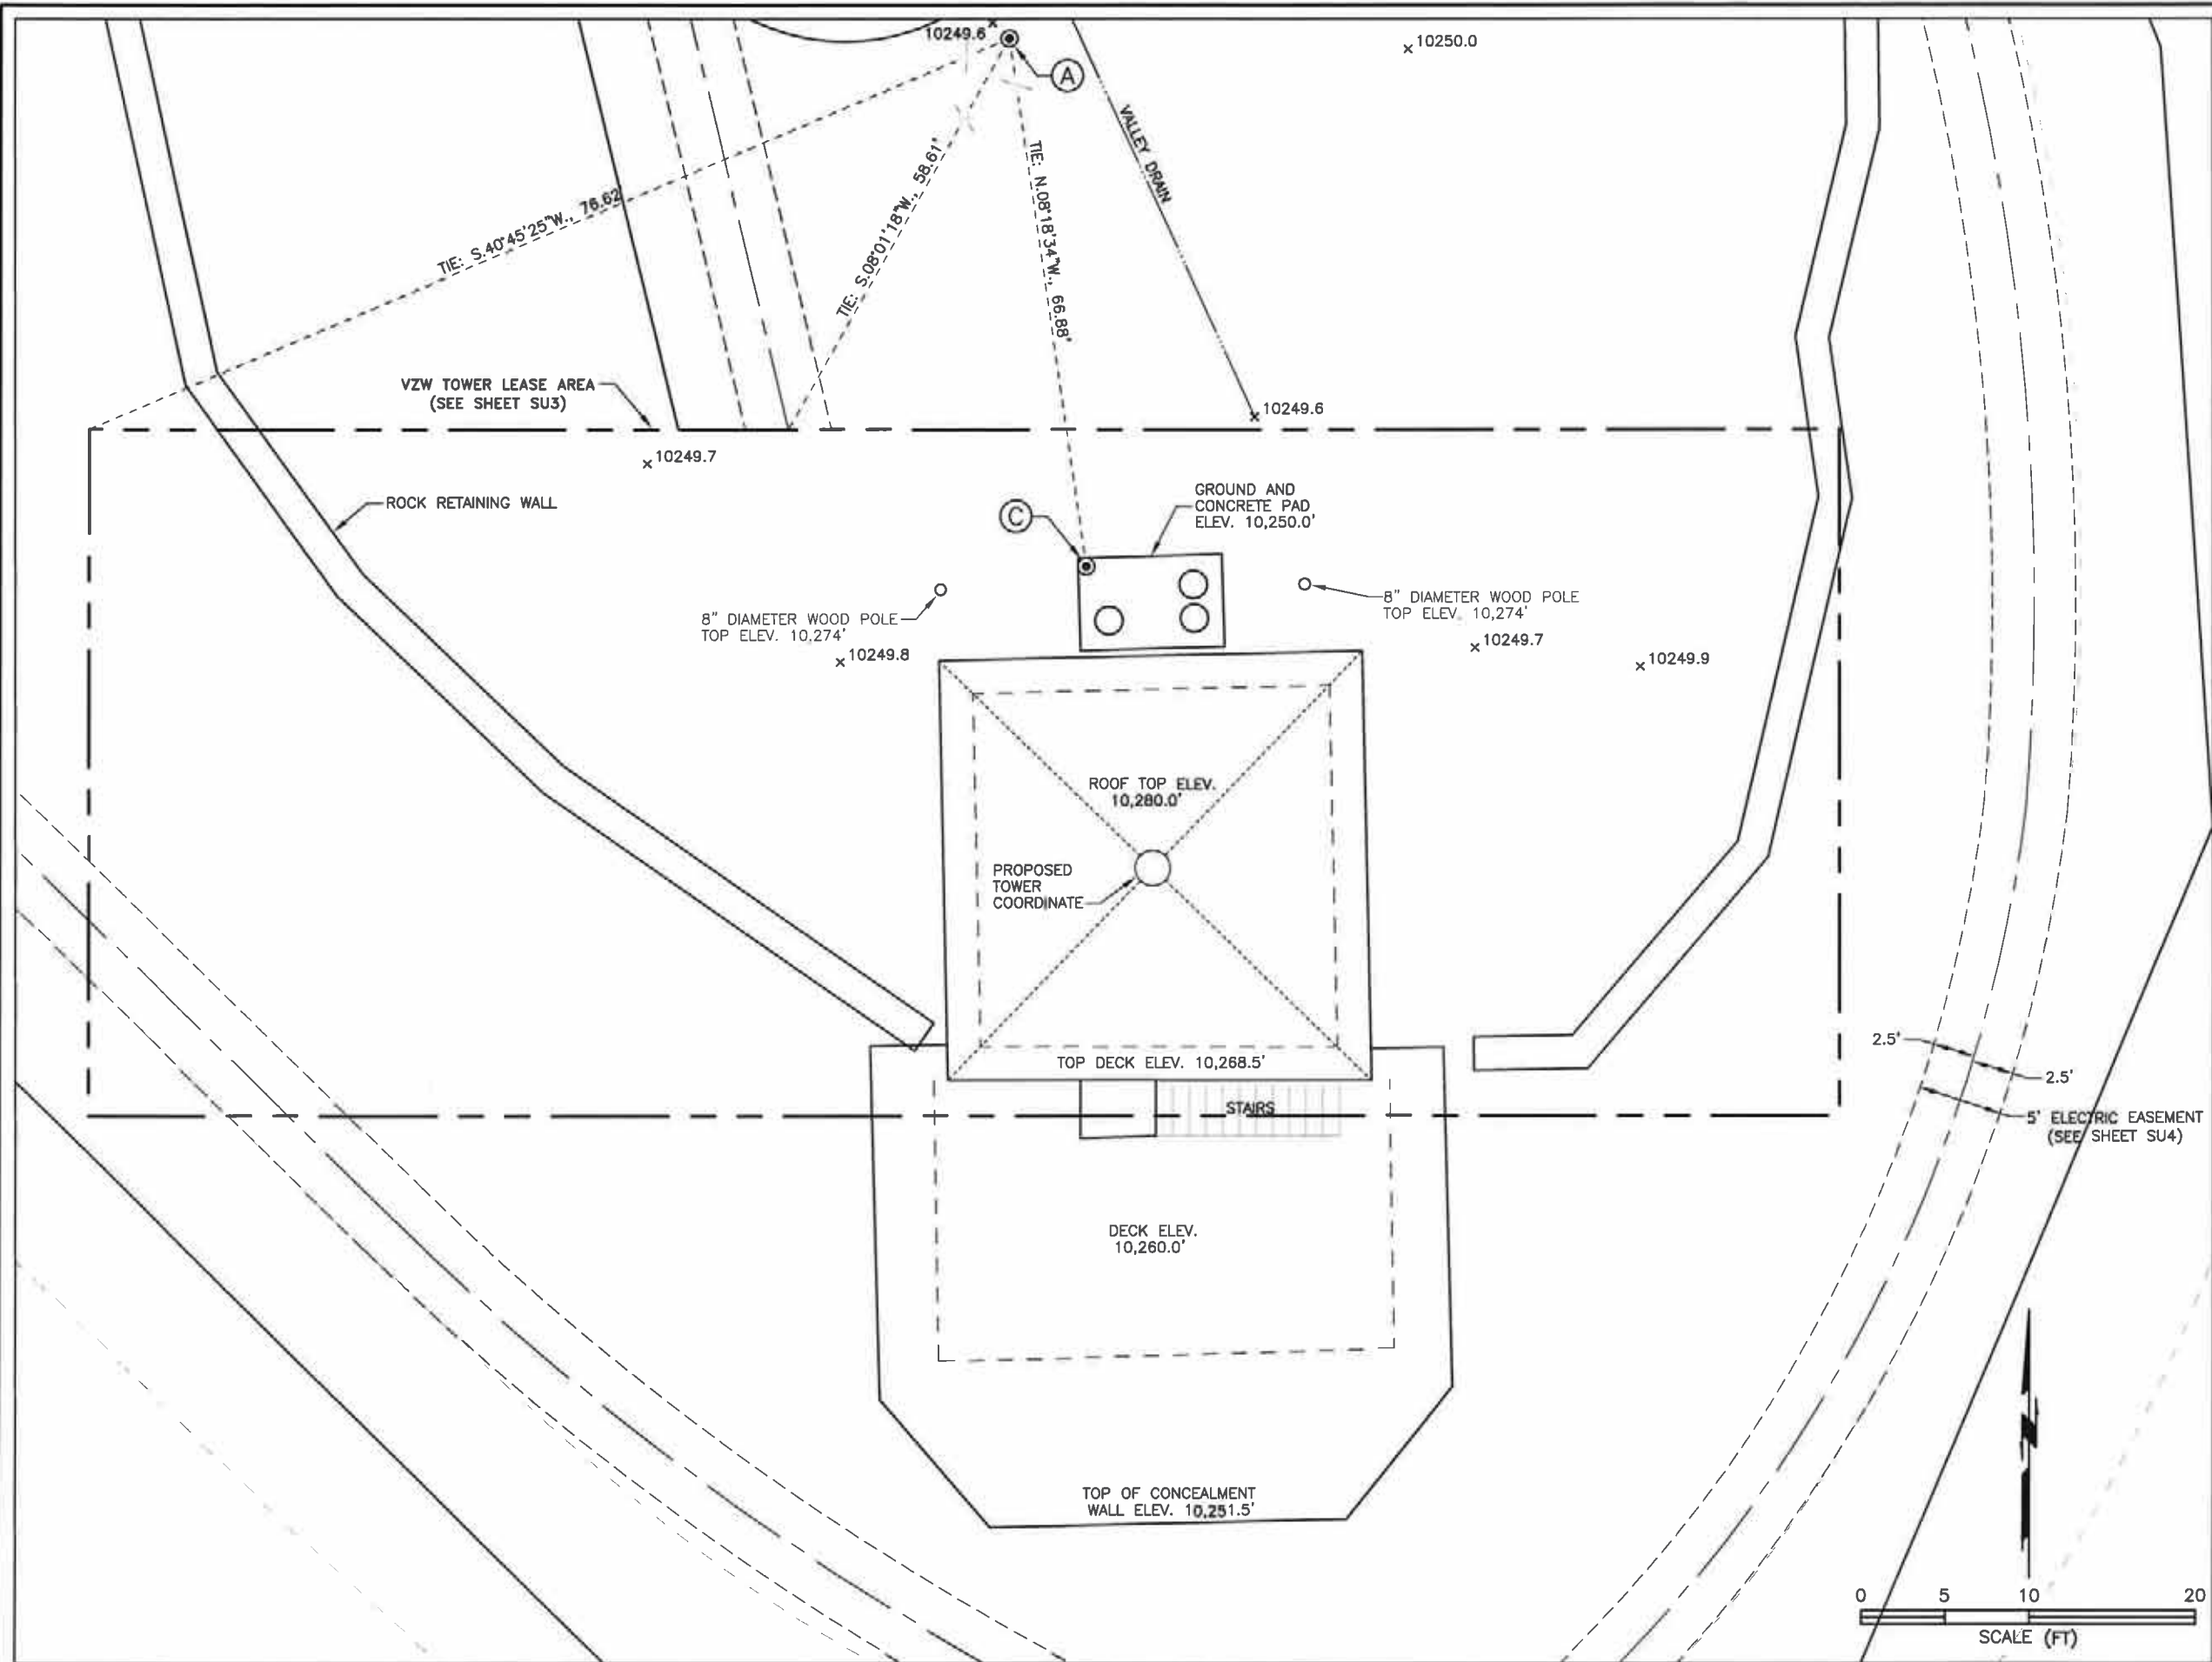 10249.6
10250.0
A
VALLEY DRAIN
TIE: S.40°45'25"W., 76.62'
TIE: S.08°01'18"W., 58.61'
TIE: N.08°18'34"W., 66.88'
VZW TOWER LEASE AREA
(SEE SHEET SU3)
10249.6
10249.7
ROCK RETAINING WALL
C
GROUND AND
CONCRETE PAD
ELEV. 10,250.0'
8" DIAMETER WOOD POLE
TOP ELEV. 10,274'
8" DIAMETER WOOD POLE
TOP ELEV. 10,274'
10249.8
10249.7
10249.9
ROOF TOP ELEV.
10,280.0'
PROPOSED
TOWER
COORDINATE
TOP DECK ELEV. 10,268.5'
STAIRS
2.5'
2.5'
5' ELECTRIC EASEMENT
(SEE SHEET SU4)
DECK ELEV.
10,260.0'
TOP OF CONCEALMENT
WALL ELEV. 10,251.5'
N
0 5 10 20
SCALE (FT)